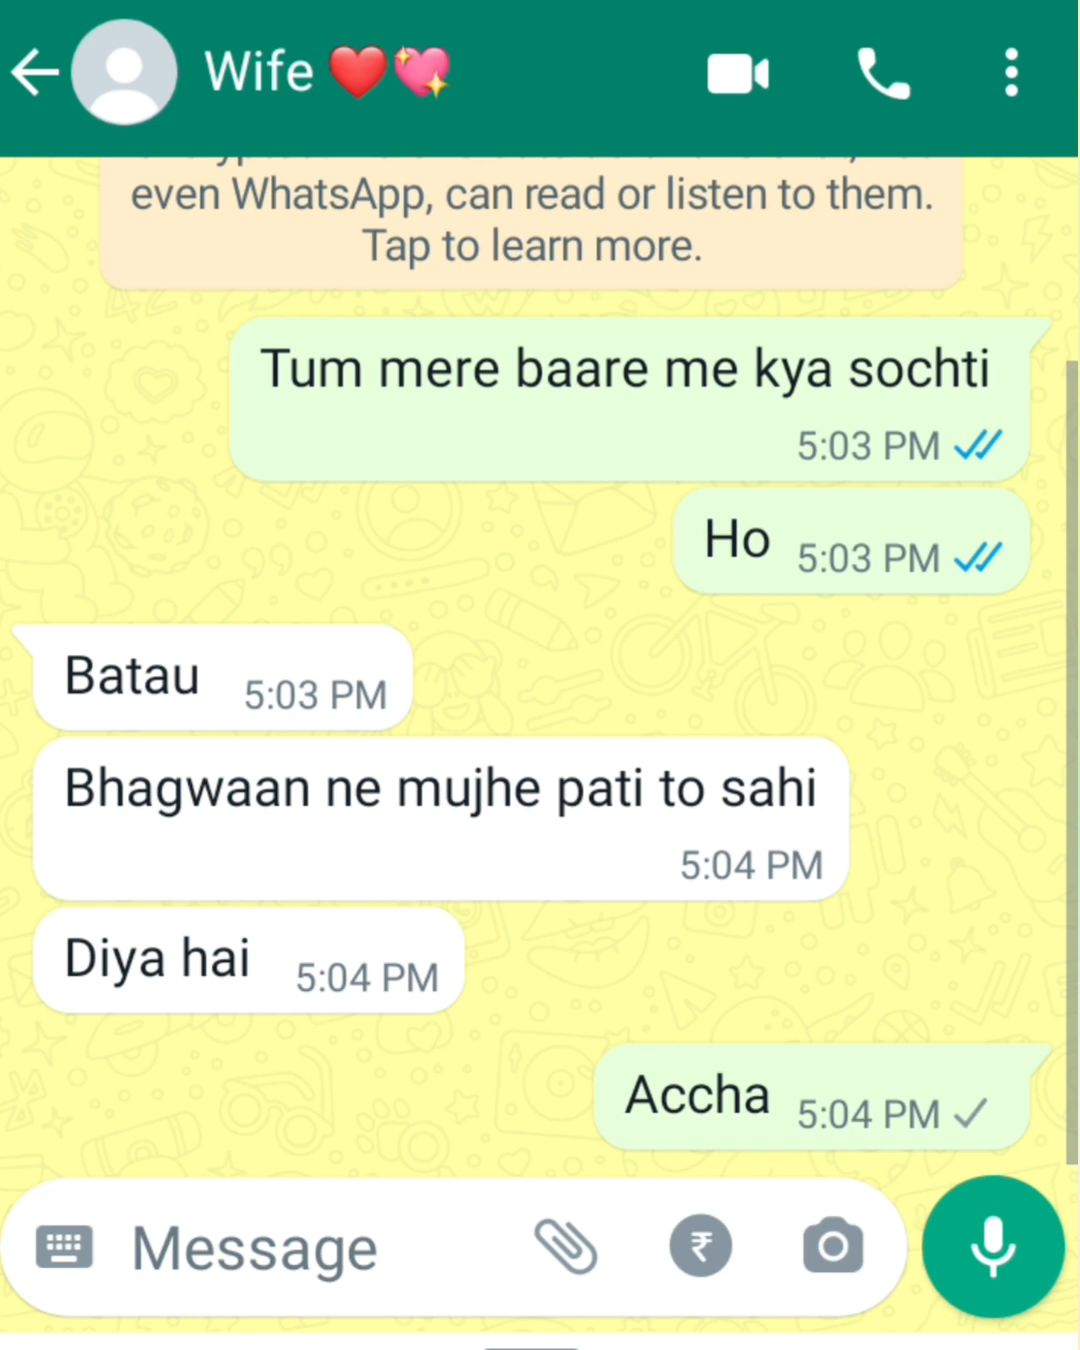 Wife ❤️💖
even WhatsApp, can read or listen to them.
Tap to learn more.
Tum mere baare me kya sochti
5:03 PM
Ho 5:03 PM
Batau 5:03 PM
Bhagwaan ne mujhe pati to sahi
5:04 PM
Diya hai 5:04 PM
Accha 5:04 PM
Message